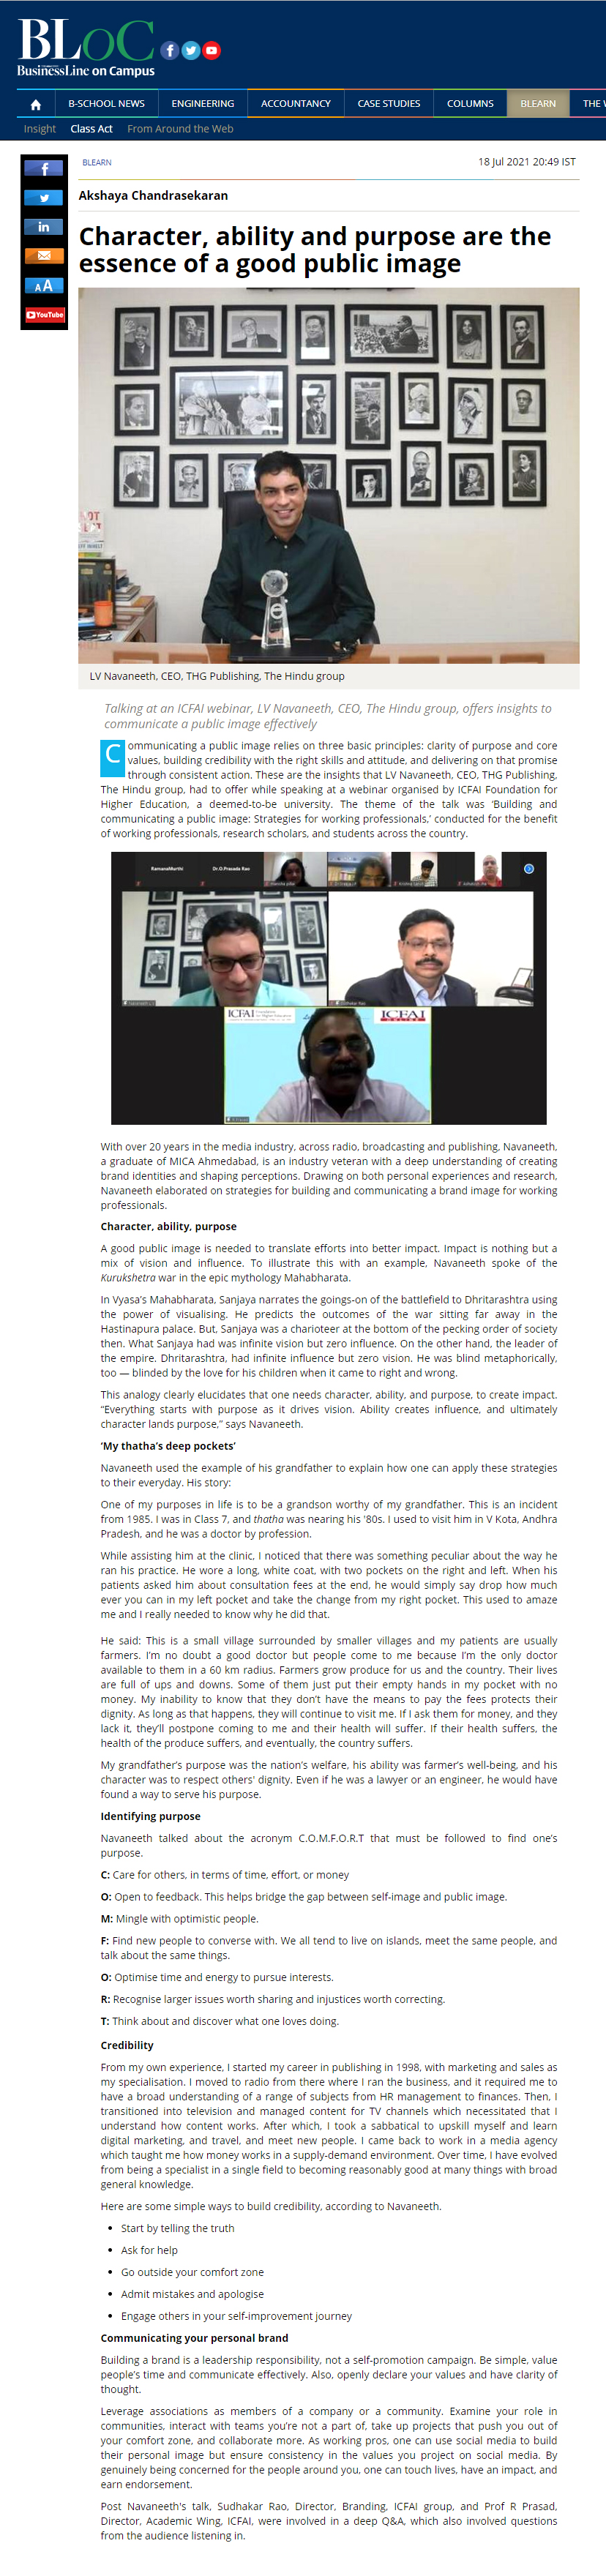 BLoC
BusinessLine on Campus
B-SCHOOL NEWS ENGINEERING ACCOUNTANCY CASE STUDIES COLUMNS BLEARN THE
Insight Class Act From Around the Web
BLEARN 18 Jul 2021 20:49 IST
Akshaya Chandrasekaran
Character, ability and purpose are the
essence of a good public image
AA
YouTube
LV Navaneeth, CEO, THG Publishing, The Hindu group
Talking at an ICFAI webinar, LV Navaneeth, CEO, The Hindu group, offers insights to
communicate a public image effectively
Communicating a public image relies on three basic principles: clarity of purpose and core
values, building credibility with the right skills and attitude, and delivering on that promise
through consistent action. These are the insights that LV Navaneeth, CEO, THG Publishing,
The Hindu group, had to offer while speaking at a webinar organised by ICFAI Foundation for
Higher Education, a deemed-to-be university. The theme of the talk was ‘Building and
communicating a public image: Strategies for working professionals,’ conducted for the benefit
of working professionals, research scholars, and students across the country.
RamanaMurthi Dr.O.Prasada Rao
ICFAI ICFAI
With over 20 years in the media industry, across radio, broadcasting and publishing, Navaneeth,
a graduate of MICA Ahmedabad, is an industry veteran with a deep understanding of creating
brand identities and shaping perceptions. Drawing on both personal experiences and research,
Navaneeth elaborated on strategies for building and communicating a brand image for working
professionals.
Character, ability, purpose
A good public image is needed to translate efforts into better impact. Impact is nothing but a
mix of vision and influence. To illustrate this with an example, Navaneeth spoke of the
Kurukshetra war in the epic mythology Mahabharata.
In Vyasa’s Mahabharata, Sanjaya narrates the goings-on of the battlefield to Dhritarashtra using
the power of visualising. He predicts the outcomes of the war sitting far away in the
Hastinapura palace. But, Sanjaya was a charioteer at the bottom of the pecking order of society
then. What Sanjaya had was infinite vision but zero influence. On the other hand, the leader of
the empire. Dhritarashtra, had infinite influence but zero vision. He was blind metaphorically,
too — blinded by the love for his children when it came to right and wrong.
This analogy clearly elucidates that one needs character, ability, and purpose, to create impact.
“Everything starts with purpose as it drives vision. Ability creates influence, and ultimately
character lands purpose,” says Navaneeth.
‘My thatha’s deep pockets’
Navaneeth used the example of his grandfather to explain how one can apply these strategies
to their everyday. His story:
One of my purposes in life is to be a grandson worthy of my grandfather. This is an incident
from 1985. I was in Class 7, and thatha was nearing his '80s. I used to visit him in V Kota, Andhra
Pradesh, and he was a doctor by profession.
While assisting him at the clinic, I noticed that there was something peculiar about the way he
ran his practice. He wore a long, white coat, with two pockets on the right and left. When his
patients asked him about consultation fees at the end, he would simply say drop how much
ever you can in my left pocket and take the change from my right pocket. This used to amaze
me and I really needed to know why he did that.
He said: This is a small village surrounded by smaller villages and my patients are usually
farmers. I’m no doubt a good doctor but people come to me because I’m the only doctor
available to them in a 60 km radius. Farmers grow produce for us and the country. Their lives
are full of ups and downs. Some of them just put their empty hands in my pocket with no
money. My inability to know that they don’t have the means to pay the fees protects their
dignity. As long as that happens, they will continue to visit me. If I ask them for money, and they
lack it, they’ll postpone coming to me and their health will suffer. If their health suffers, the
health of the produce suffers, and eventually, the country suffers.
My grandfather’s purpose was the nation’s welfare, his ability was farmer’s well-being, and his
character was to respect others' dignity. Even if he was a lawyer or an engineer, he would have
found a way to serve his purpose.
Identifying purpose
Navaneeth talked about the acronym C.O.M.F.O.R.T that must be followed to find one’s
purpose.
C: Care for others, in terms of time, effort, or money
O: Open to feedback. This helps bridge the gap between self-image and public image.
M: Mingle with optimistic people.
F: Find new people to converse with. We all tend to live on islands, meet the same people, and
talk about the same things.
O: Optimise time and energy to pursue interests.
R: Recognise larger issues worth sharing and injustices worth correcting.
T: Think about and discover what one loves doing.
Credibility
From my own experience, I started my career in publishing in 1998, with marketing and sales as
my specialisation. I moved to radio from there where I ran the business, and it required me to
have a broad understanding of a range of subjects from HR management to finances. Then, I
transitioned into television and managed content for TV channels which necessitated that I
understand how content works. After which, I took a sabbatical to upskill myself and learn
digital marketing, and travel, and meet new people. I came back to work in a media agency
which taught me how money works in a supply-demand environment. Over time, I have evolved
from being a specialist in a single field to becoming reasonably good at many things with broad
general knowledge.
Here are some simple ways to build credibility, according to Navaneeth.
• Start by telling the truth
• Ask for help
• Go outside your comfort zone
• Admit mistakes and apologise
• Engage others in your self-improvement journey
Communicating your personal brand
Building a brand is a leadership responsibility, not a self-promotion campaign. Be simple, value
people’s time and communicate effectively. Also, openly declare your values and have clarity of
thought.
Leverage associations as members of a company or a community. Examine your role in
communities, interact with teams you’re not a part of, take up projects that push you out of
your comfort zone, and collaborate more. As working pros, one can use social media to build
their personal image but ensure consistency in the values you project on social media. By
genuinely being concerned for the people around you, one can touch lives, have an impact, and
earn endorsement.
Post Navaneeth's talk, Sudhakar Rao, Director, Branding, ICFAI group, and Prof R Prasad,
Director, Academic Wing, ICFAI, were involved in a deep Q&A, which also involved questions
from the audience listening in.